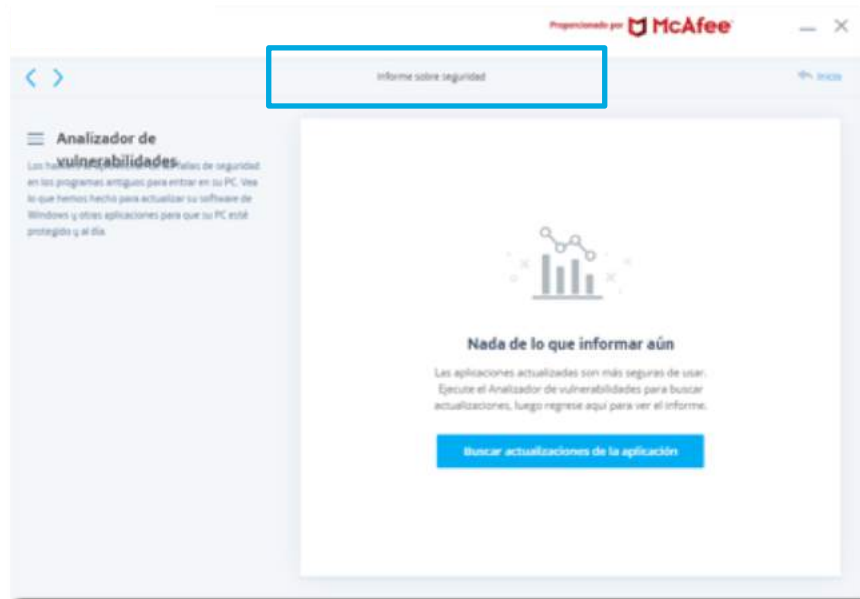 Proporcionado por McAfee
Informe sobre seguridad
Inicio
Analizador de
vulnerabilidades
Los fallas de seguridad
en los programas antiguos para entrar en su PC. Vea
lo que hemos hecho para actualizar su software de
Windows y otras aplicaciones para que su PC esté
protegido y al día
Nada de lo que informar aún
Las aplicaciones actualizadas son más seguras de usar.
Ejecute el Analizador de vulnerabilidades para buscar
actualizaciones, luego regrese aquí para ver el informe.
Buscar actualizaciones de la aplicación